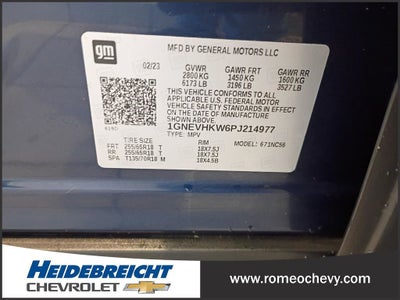 gm
MFD BY GENERAL MOTORS LLC
02/23 GVWR GAWR FRT GAWR RR
2800 KG 1450 KG 1600 KG
6173 LB 3196 LB 3527 LB
THIS VEHICLE CONFORMS TO ALL APPLICABLE
U.S. FEDERAL MOTOR VEHICLE SAFETY
STANDARDS IN EFFECT ON THE DATE OF
MANUFACTURE SHOWN ABOVE.
1GNEVHKW6PJ214977
TYPE: MPV MODEL: 671NC56
TIRE SIZE RIM
FRT 255/65R18 T 18X7.5J
RR 255/65R18 T 18X7.5J
SPA T135/70R18 M 18X4.5B
HEIDEBREICHT
CHEVROLET
www.romeochevy.com